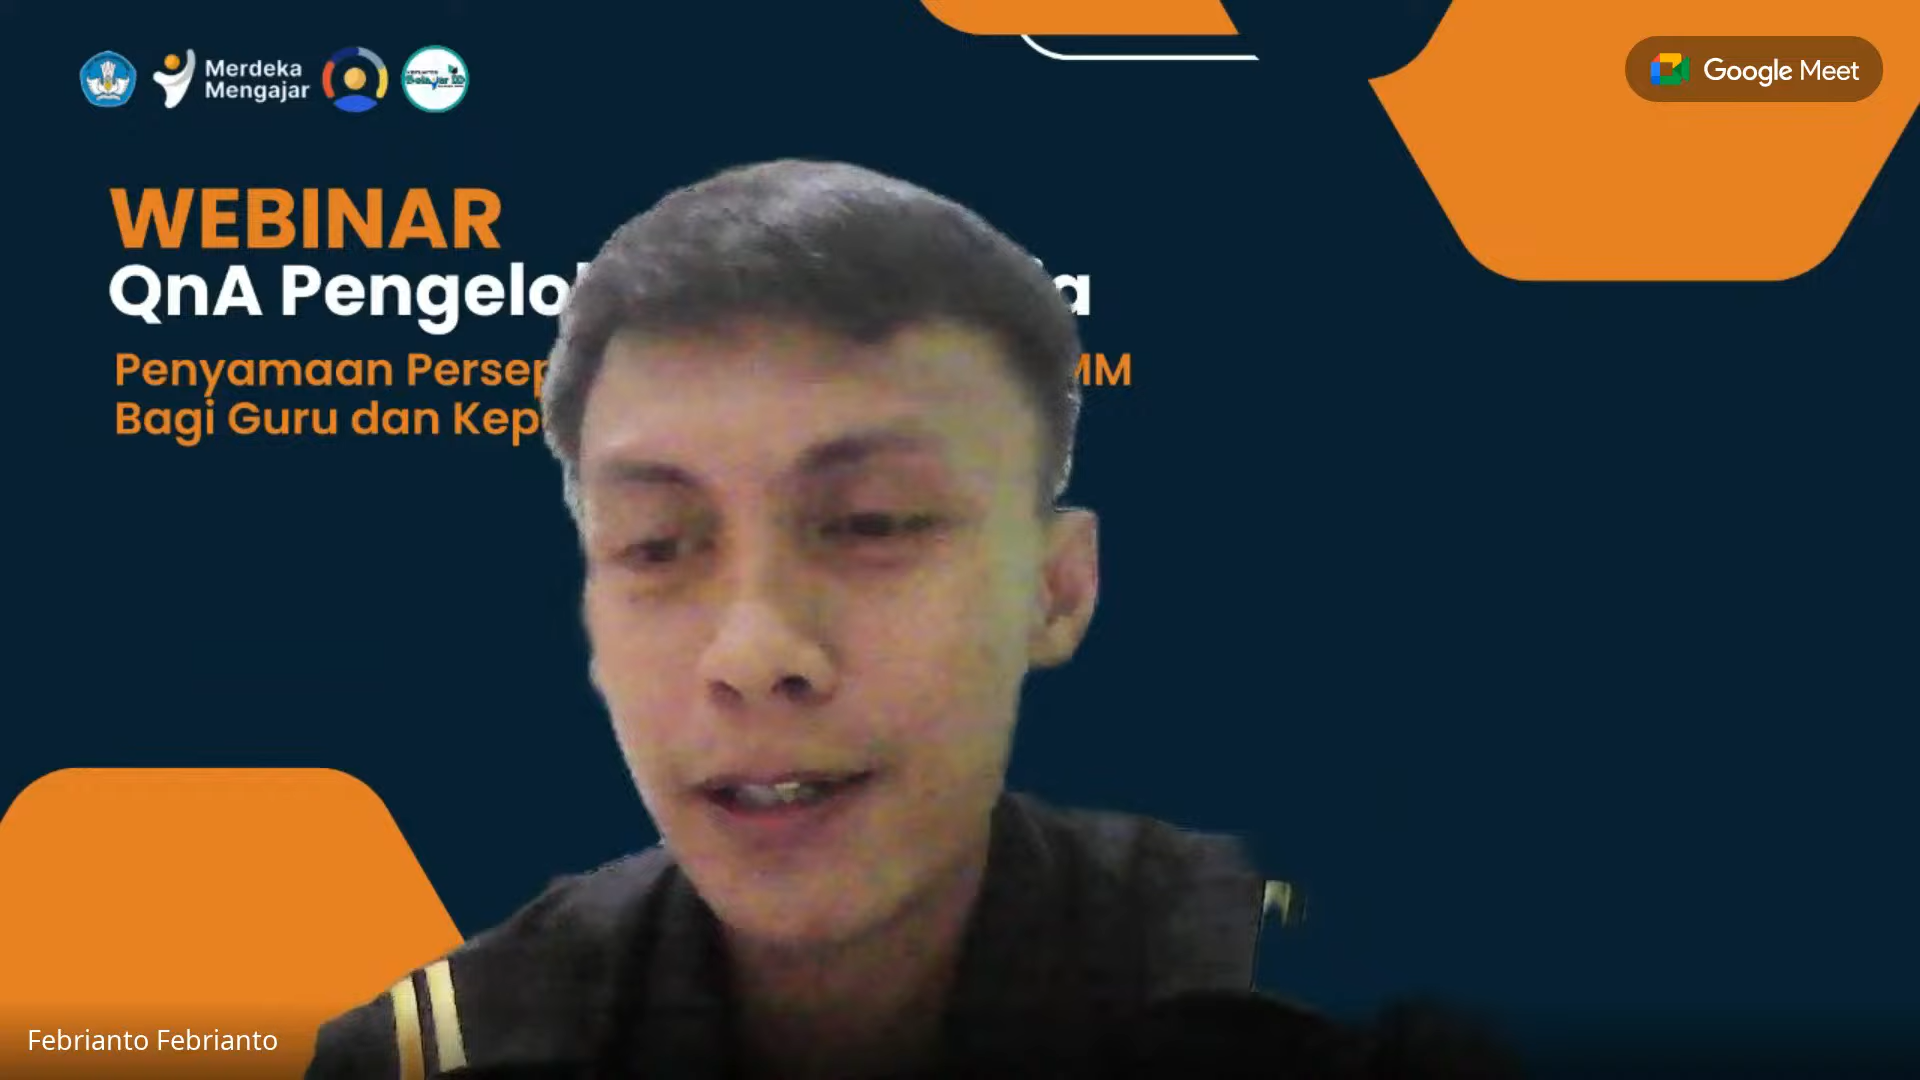 Merdeka
Mengajar
Google Meet
WEBINAR
QnA Pengelo
Penyamaan Persep MM
Bagi Guru dan Kep
Febrianto Febrianto